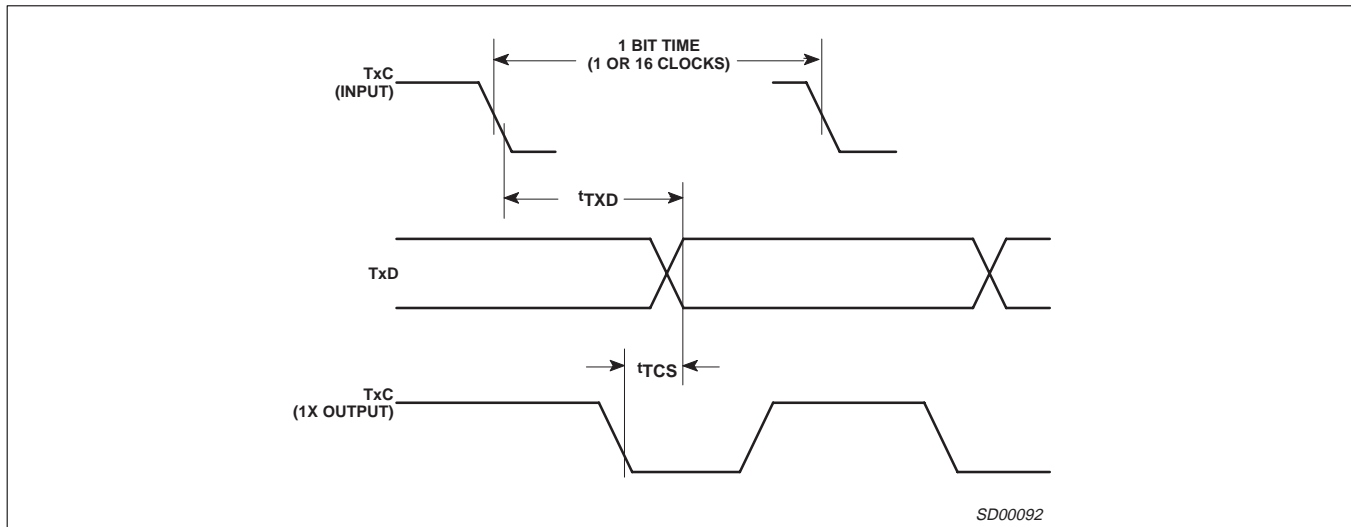 1 BIT TIME
(1 OR 16 CLOCKS)
TxC
(INPUT)
tTXD
TxD
tTCS
TxC
(1X OUTPUT)
SD00092